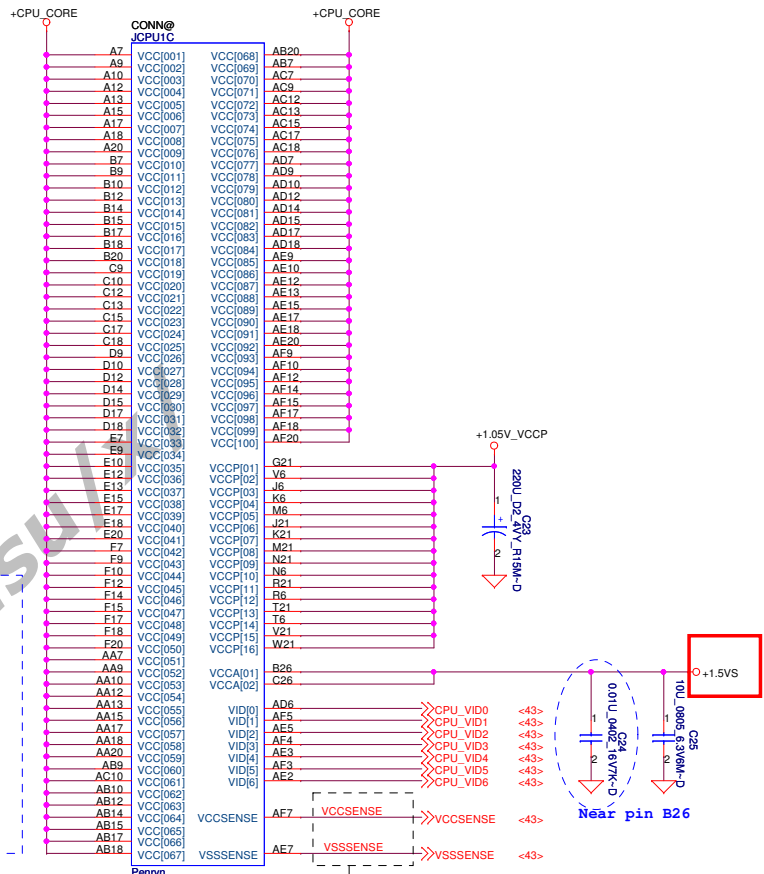 +CPU_CORE
+CPU_CORE
CONN@
JCPU1C
A7 VCC[001] VCC[068] AB20
A9 VCC[002] VCC[069] AB7
A10 VCC[003] VCC[070] AC7
A12 VCC[004] VCC[071] AC9
A13 VCC[005] VCC[072] AC12
A15 VCC[006] VCC[073] AC13
A17 VCC[007] VCC[074] AC15
A18 VCC[008] VCC[075] AC17
A20 VCC[009] VCC[076] AC18
B7 VCC[010] VCC[077] AD7
B9 VCC[011] VCC[078] AD9
B10 VCC[012] VCC[079] AD10
B12 VCC[013] VCC[080] AD12
B14 VCC[014] VCC[081] AD14
B15 VCC[015] VCC[082] AD15
B17 VCC[016] VCC[083] AD17
B18 VCC[017] VCC[084] AD18
B20 VCC[018] VCC[085] AE9
C9 VCC[019] VCC[086] AE10
C10 VCC[020] VCC[087] AE12
C12 VCC[021] VCC[088] AE13
C13 VCC[022] VCC[089] AE15
C15 VCC[023] VCC[090] AE17
C17 VCC[024] VCC[091] AE18
C18 VCC[025] VCC[092] AE20
D9 VCC[026] VCC[093] AF9
D10 VCC[027] VCC[094] AF10
D12 VCC[028] VCC[095] AF12
D14 VCC[029] VCC[096] AF14
D15 VCC[030] VCC[097] AF15
D17 VCC[031] VCC[098] AF17
D18 VCC[032] VCC[099] AF18
E7 VCC[033] VCC[100] AF20
E9 VCC[034]
E10 VCC[035] VCCP[01] G21
E12 VCC[036] VCCP[02] V6
E13 VCC[037] VCCP[03] J6
E15 VCC[038] VCCP[04] K6
E17 VCC[039] VCCP[05] M6
E18 VCC[040] VCCP[06] J21
E20 VCC[041] VCCP[07] K21
F7 VCC[042] VCCP[08] M21
F9 VCC[043] VCCP[09] N21
F10 VCC[044] VCCP[10] N6
F12 VCC[045] VCCP[11] R21
F14 VCC[046] VCCP[12] R6
F15 VCC[047] VCCP[13] T21
F17 VCC[048] VCCP[14] T6
F18 VCC[049] VCCP[15] V21
F20 VCC[050] VCCP[16] W21
AA7 VCC[051]
AA9 VCC[052] VCCA[01] B26
AA10 VCC[053] VCCA[02] C26
AA12 VCC[054]
AA13 VCC[055] VID[0] AD6 CPU_VID0 <43>
AA15 VCC[056] VID[1] AF5 CPU_VID1 <43>
AA17 VCC[057] VID[2] AE5 CPU_VID2 <43>
AA18 VCC[058] VID[3] AF4 CPU_VID3 <43>
AA20 VCC[059] VID[4] AE3 CPU_VID4 <43>
AB9 VCC[060] VID[5] AF3 CPU_VID5 <43>
AC10 VCC[061] VID[6] AE2 CPU_VID6 <43>
AB10 VCC[062]
AB12 VCC[063]
AB14 VCC[064] VCCSENSE AF7 VCCSENSE VCCSENSE <43>
AB15 VCC[065]
AB17 VCC[066]
AB18 VCC[067] VSSSENSE AE7 VSSSENSE VSSSENSE <43>
Penryn
+1.05V_VCCP
1
+
2
C23
220U_D2_4VY_R15M~D
+1.5VS
1
2
C24
0.01U_0402_16V7K~D
1
2
C25
10U_0805_6.3V6M~D
Near pin B26
su/x/